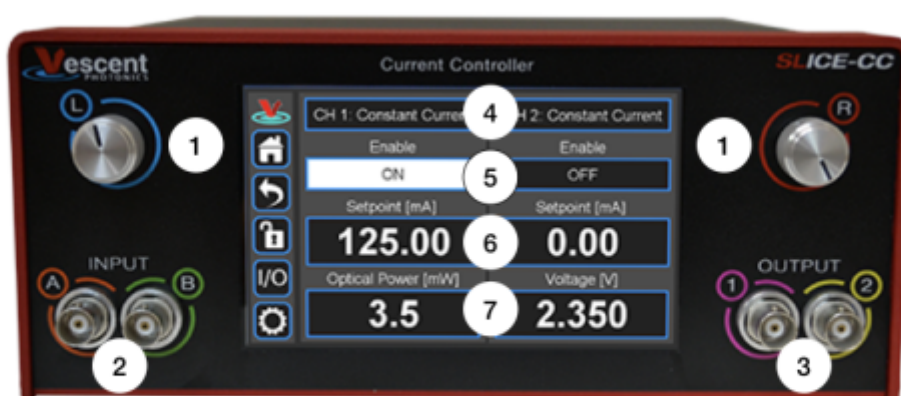 Vescent
PHOTONICS
Current Controller
SLICE-CC
L
R
1
1
CH 1: Constant Curren
4
H 2: Constant Current
Enable
Enable
ON
5
OFF
Setpoint [mA]
Setpoint [mA]
125.00
6
0.00
I/O
Optical Power [mW]
Voltage [V]
3.5
7
2.350
INPUT
A
B
2
OUTPUT
1
2
3